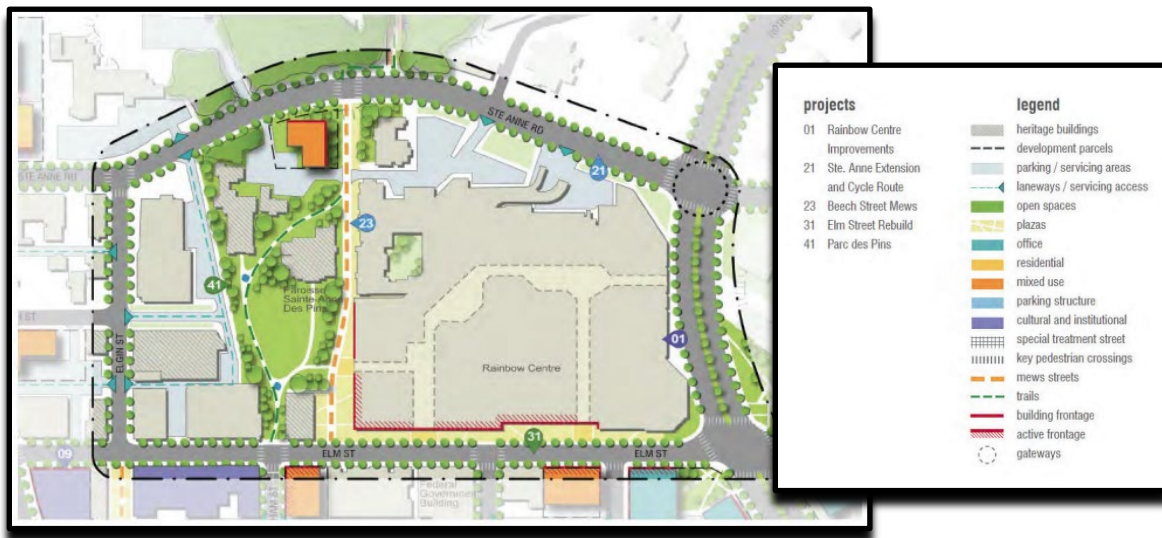 STE ANNE RD
STE ANNE RD
21
23
41
Paroisse
Sainte-Anne
Des Pins
ELGIN ST
01
Rainbow Centre
31
09
ELM ST
ELM ST
Federal
Government
Building
projects
01 Rainbow Centre
Improvements
21 Ste. Anne Extension
and Cycle Route
23 Beech Street Mews
31 Elm Street Rebuild
41 Parc des Pins
legend
heritage buildings
development parcels
parking / servicing areas
laneways / servicing access
open spaces
plazas
office
residential
mixed use
parking structure
cultural and institutional
special treatment street
key pedestrian crossings
mews streets
trails
building frontage
active frontage
gateways